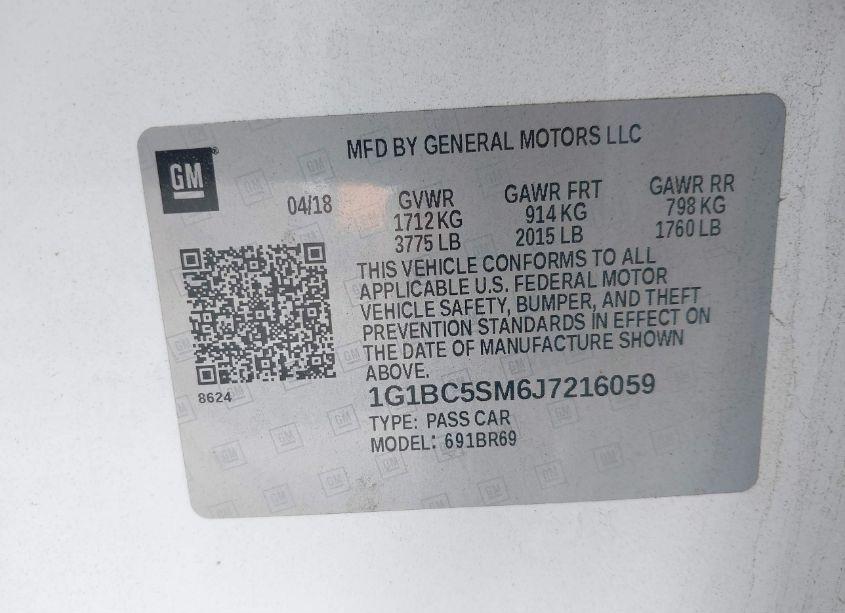 MFD BY GENERAL MOTORS LLC
GM
04/18
GVWR
1712 KG
3775 LB
GAWR FRT
914 KG
2015 LB
GAWR RR
798 KG
1760 LB
THIS VEHICLE CONFORMS TO ALL
APPLICABLE U.S. FEDERAL MOTOR
VEHICLE SAFETY, BUMPER, AND THEFT
PREVENTION STANDARDS IN EFFECT ON
THE DATE OF MANUFACTURE SHOWN
ABOVE.
8624
1G1BC5SM6J7216059
TYPE: PASS CAR
MODEL: 691BR69